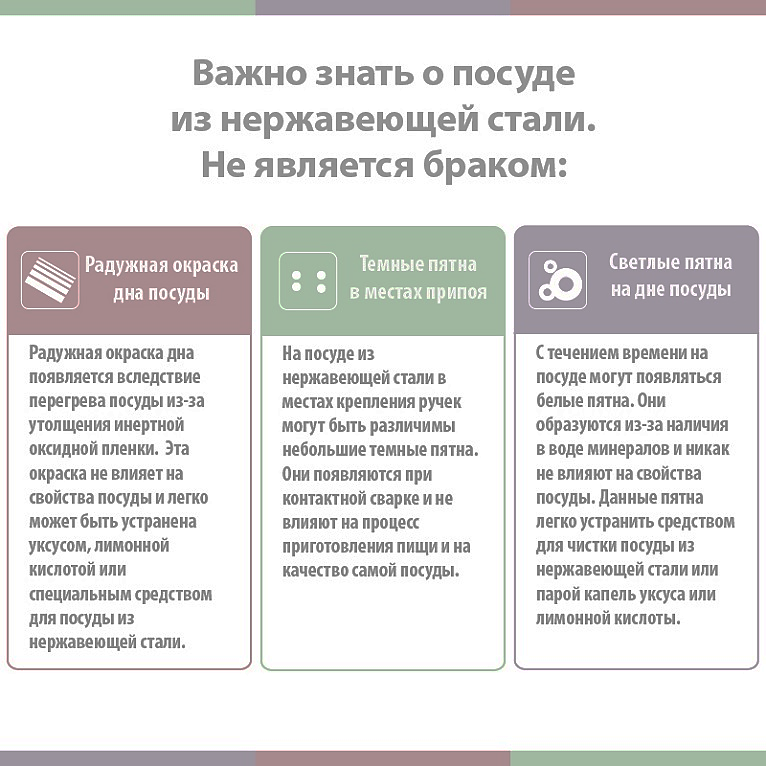 Важно знать о посуде
из нержавеющей стали.
Не является браком:
Радужная окраска
дна посуды
Радужная окраска дна
появляется вследствие
перегрева посуды из-за
утолщения инертной
оксидной пленки. Эта
окраска не влияет на
свойства посуды и легко
может быть устранена
уксусом, лимонной
кислотой или
специальным средством
для посуды из
нержавеющей стали.
Темные пятна
в местах припоя
На посуде из
нержавеющей стали в
местах крепления ручек
могут быть различимы
небольшие темные пятна.
Они появляются при
контактной сварке и не
влияют на процесс
приготовления пищи и на
качество самой посуды.
Светлые пятна
на дне посуды
С течением времени на
посуде могут появляться
белые пятна. Они
образуются из-за наличия
в воде минералов и никак
не влияют на свойства
посуды. Данные пятна
легко устранить средством
для чистки посуды из
нержавеющей стали или
парой капель уксуса или
лимонной кислоты.